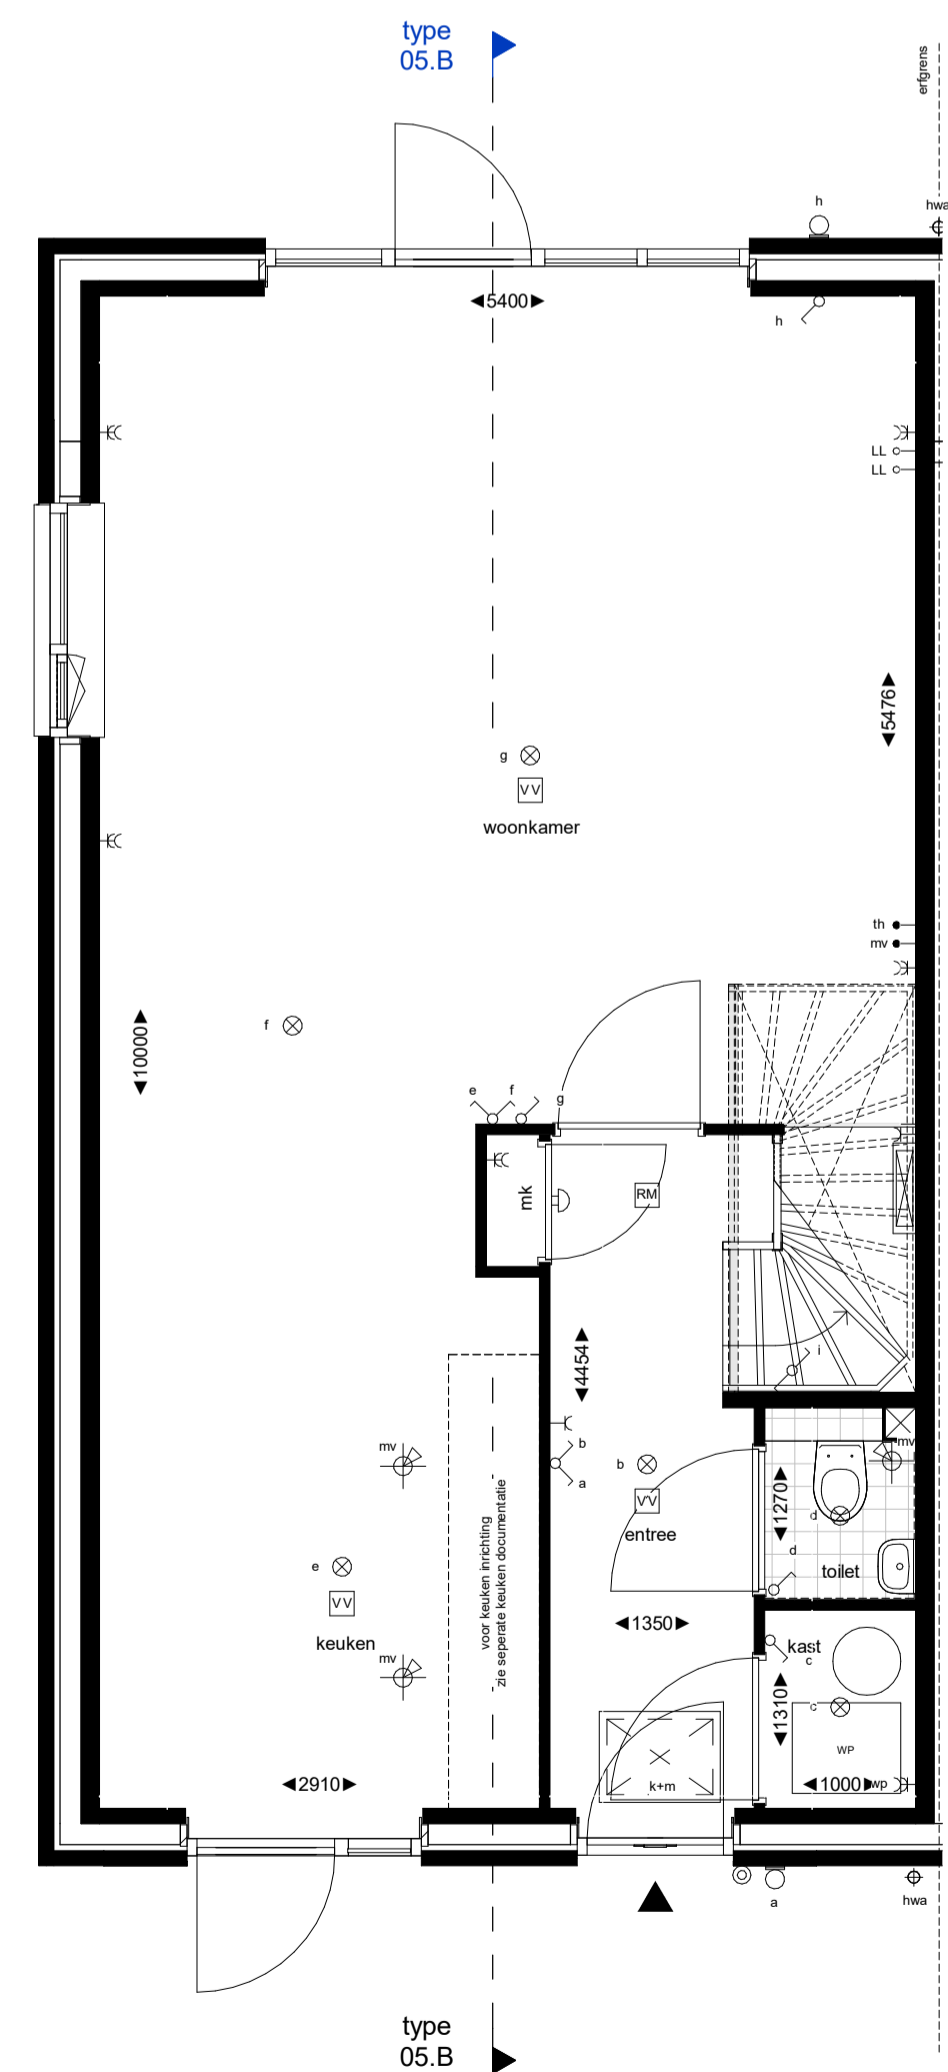 type
05.B
erfgrens
h
hwa
5400
h
LL
LL
5476
g
VV
woonkamer
th
mv
f
10000
e
f
g
mk
RM
4454
i
b
a
b
VV
entree
mv
mv
1270
d
d
toilet
voor keuken inrichting
zie seperate keuken documentatie
e
VV
keuken
mv
1350
kast
c
1310
c
WP
k+m
2910
1000
wp
a
hwa
type
05.B